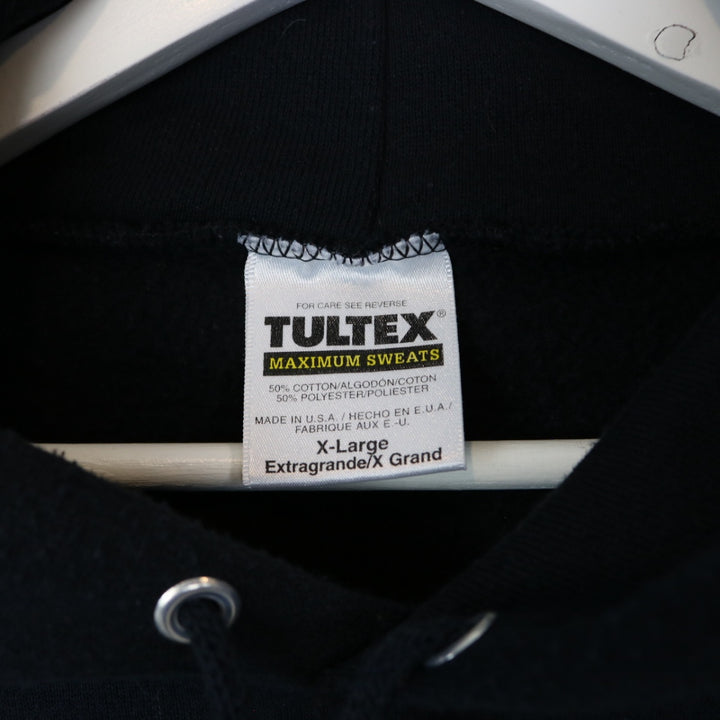 FOR CARE SEE REVERSE
TULTEX®
MAXIMUM SWEATS
50% COTTON/ALGODÓN/COTON
50% POLYESTER/POLIESTER
MADE IN U.S.A. / HECHO EN E.U.A./
FABRIQUE AUX E.-U.
X-Large
Extragrande/X Grand